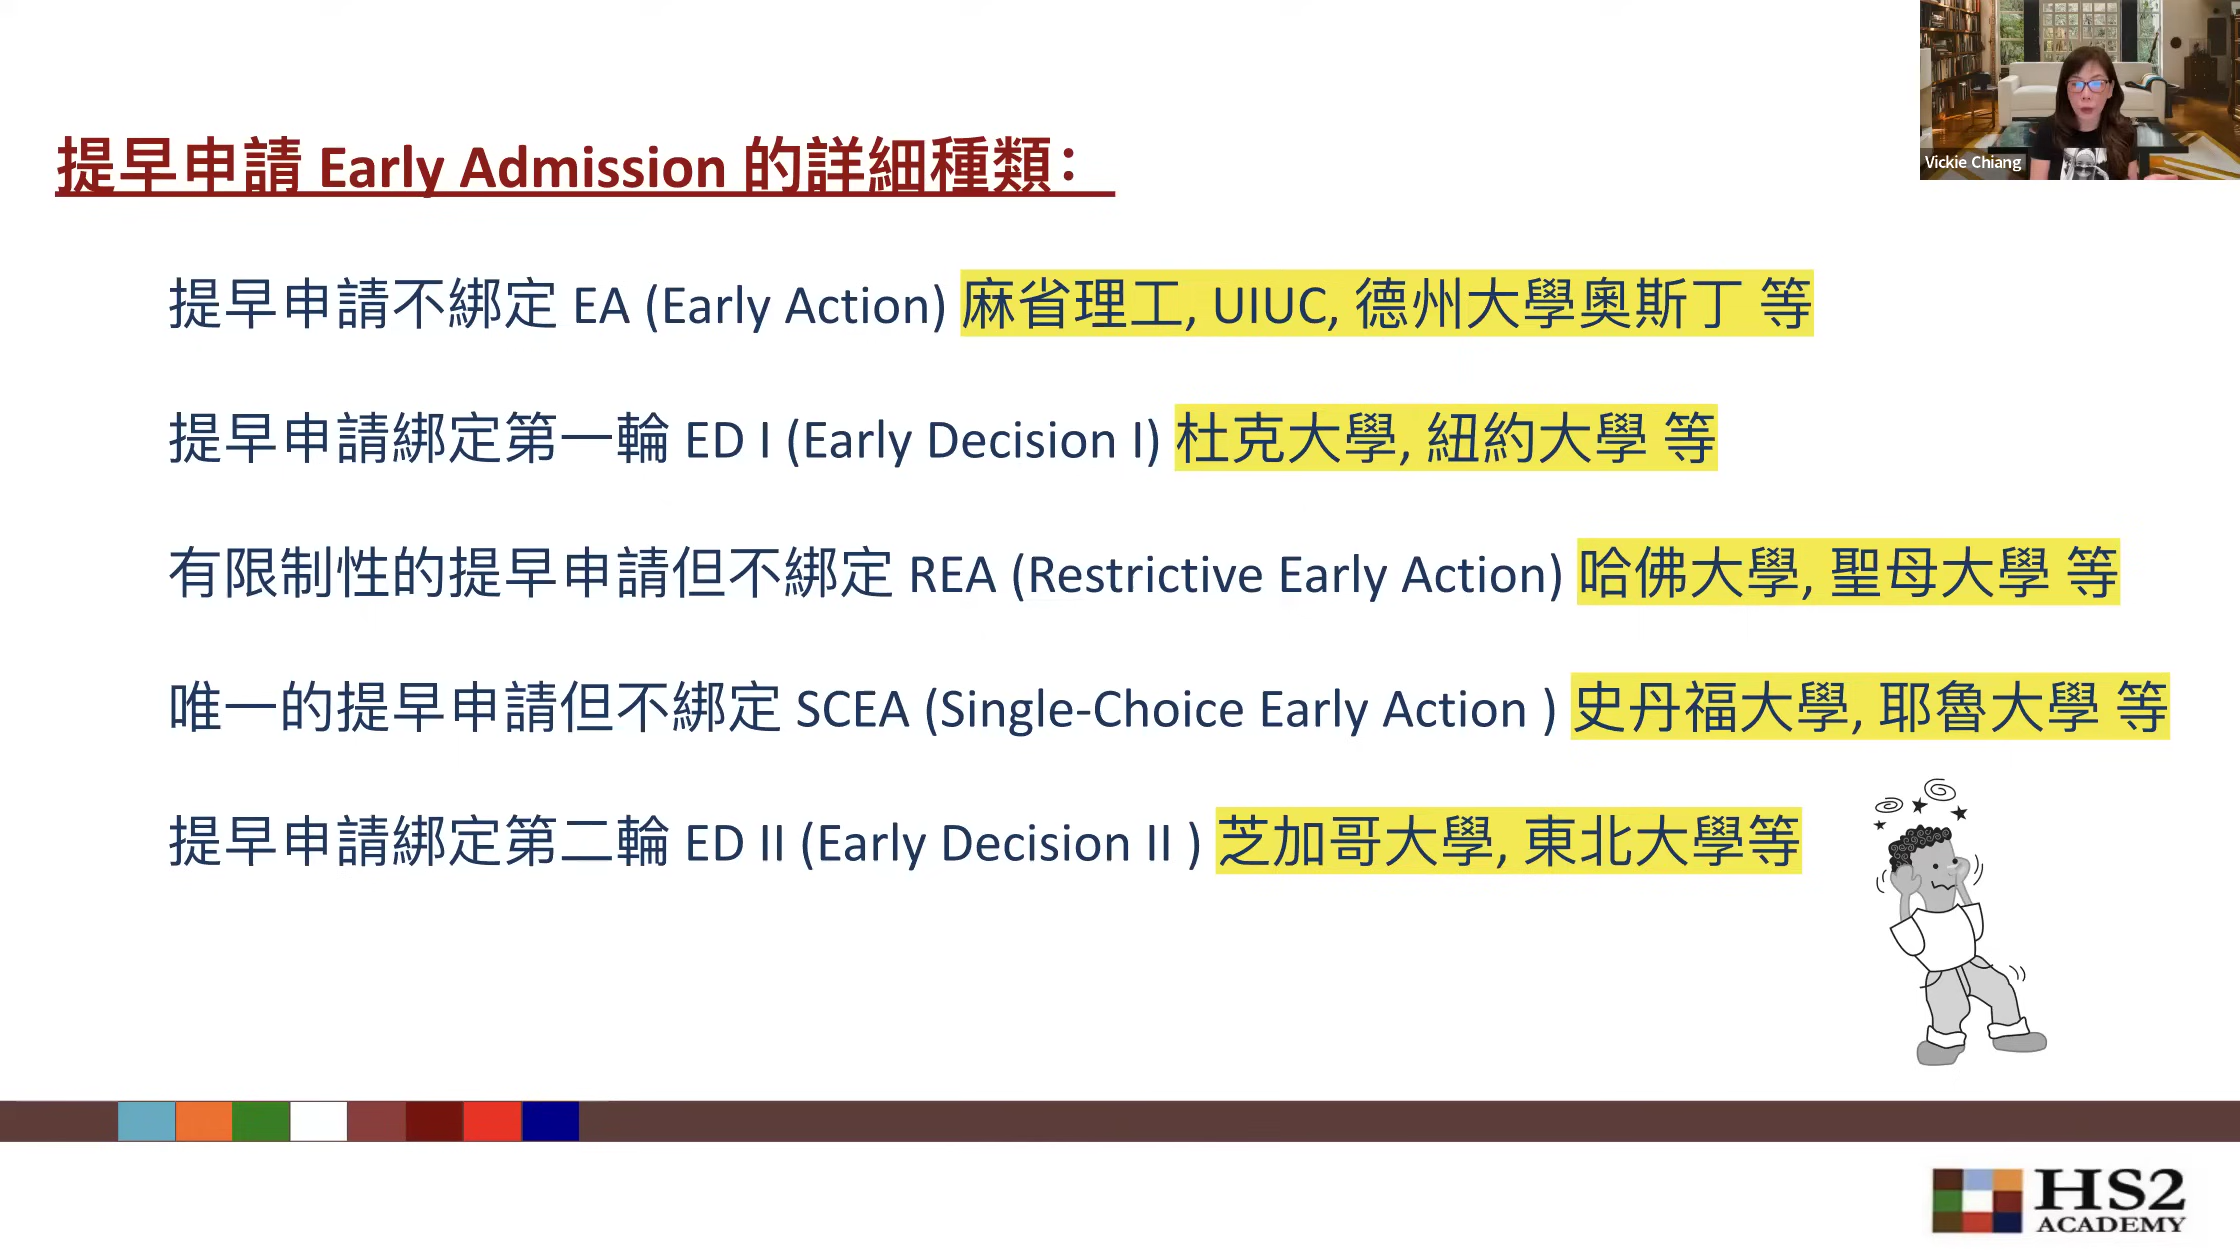 Vickie Chiang
提早申請 Early Admission 的詳細種類：
提早申請不綁定 EA (Early Action) 麻省理工, UIUC, 德州大學奧斯丁 等
提早申請綁定第一輪 ED I (Early Decision I) 杜克大學, 紐約大學 等
有限制性的提早申請但不綁定 REA (Restrictive Early Action) 哈佛大學, 聖母大學 等
唯一的提早申請但不綁定 SCEA (Single-Choice Early Action ) 史丹福大學, 耶魯大學 等
提早申請綁定第二輪 ED II (Early Decision II ) 芝加哥大學, 東北大學等
HS2
ACADEMY